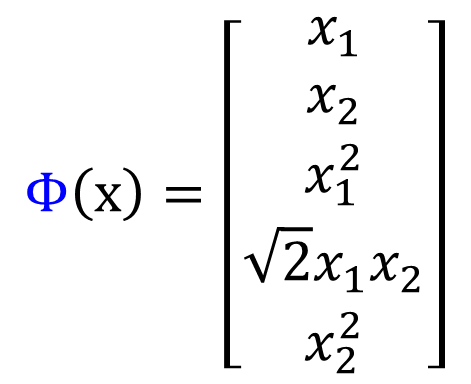 x₁
x₂
x₁²
Φ(x) =
√2x₁x₂
x₂²